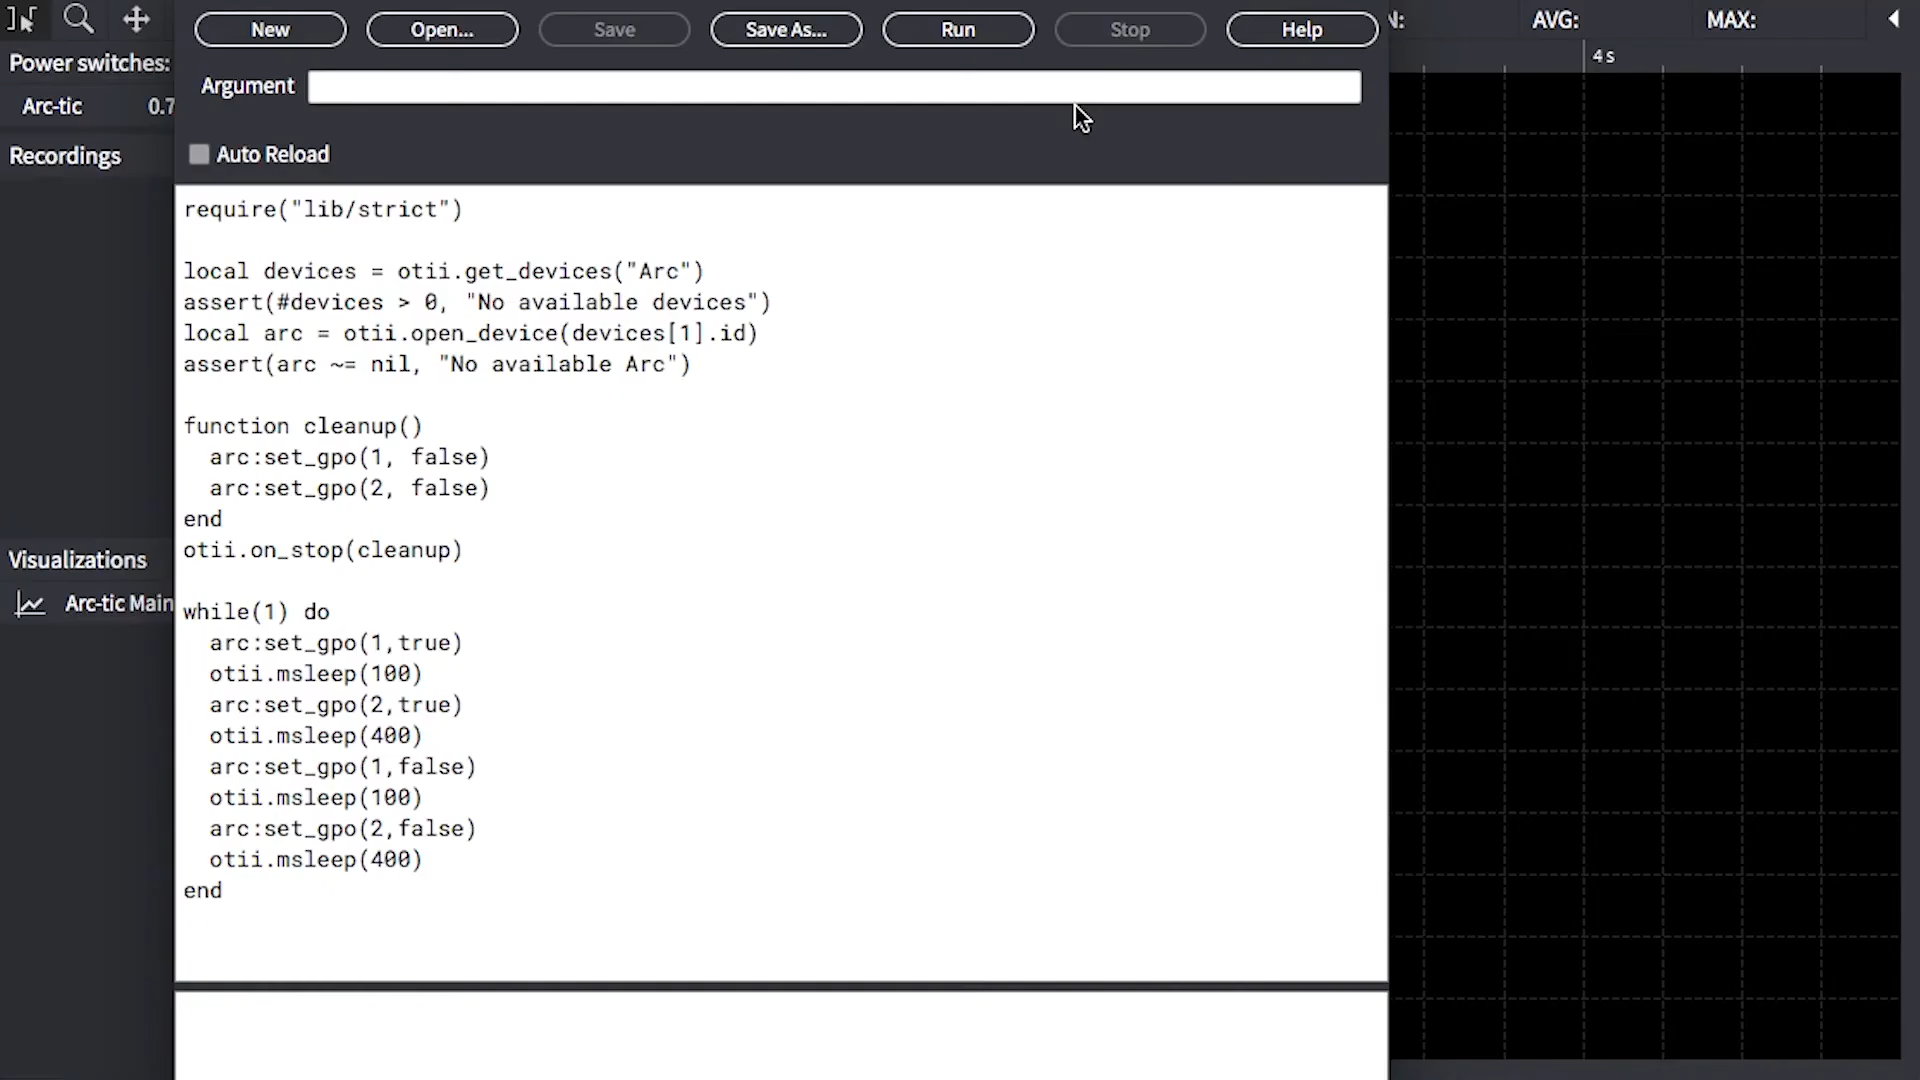 New Open... Save Save As... Run Stop Help
N: AVG: MAX:
4 s
Power switches:
Argument
Arc-tic 0.7
Recordings
Auto Reload
require("lib/strict")
local devices = otii.get_devices("Arc")
assert(#devices > 0, "No available devices")
local arc = otii.open_device(devices[1].id)
assert(arc ~= nil, "No available Arc")
function cleanup()
arc:set_gpo(1, false)
arc:set_gpo(2, false)
end
otii.on_stop(cleanup)
while(1) do
arc:set_gpo(1,true)
otii.msleep(100)
arc:set_gpo(2,true)
otii.msleep(400)
arc:set_gpo(1,false)
otii.msleep(100)
arc:set_gpo(2,false)
otii.msleep(400)
end
Visualizations
Arc-tic Main